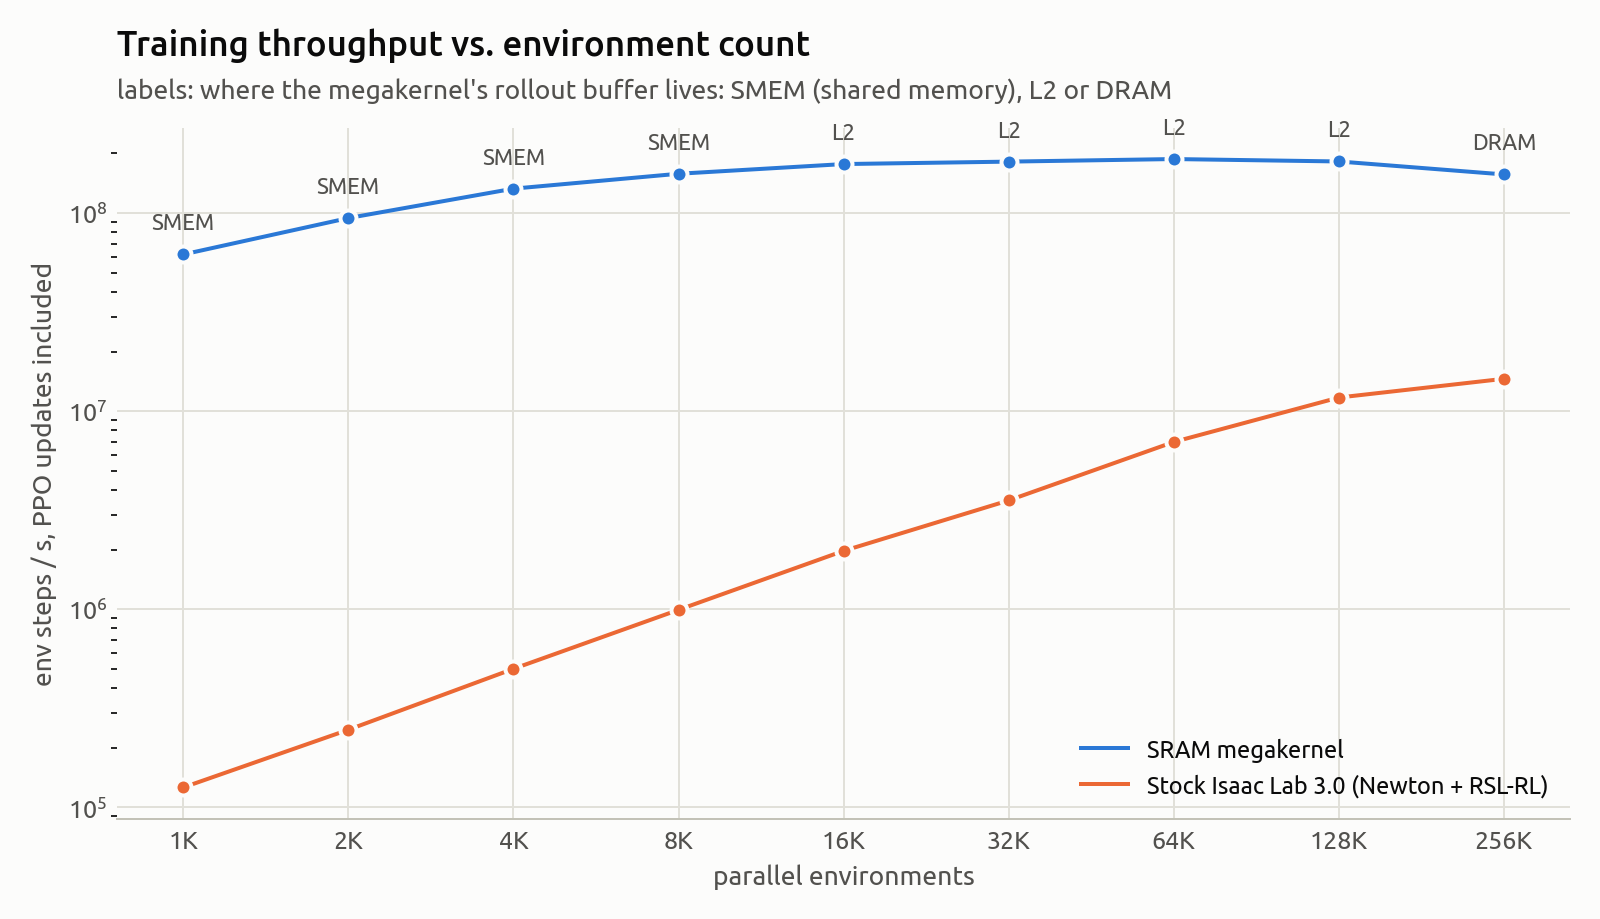 Training throughput vs. environment count
labels: where the megakernel's rollout buffer lives: SMEM (shared memory), L2 or DRAM
SMEM
SMEM
SMEM
SMEM
L2
L2
L2
L2
DRAM
10⁸
10⁷
10⁶
10⁵
env steps / s, PPO updates included
SRAM megakernel
Stock Isaac Lab 3.0 (Newton + RSL-RL)
1K 2K 4K 8K 16K 32K 64K 128K 256K
parallel environments